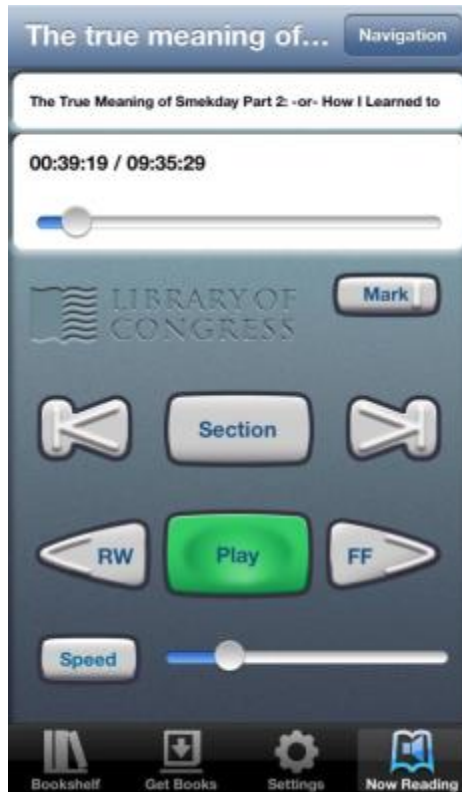 The true meaning of...
Navigation
The True Meaning of Smekday Part 2: -or- How I Learned to
00:39:19 / 09:35:29
LIBRARY OF
CONGRESS
Mark
Section
RW
Play
FF
Speed
Bookshelf
Get Books
Settings
Now Reading